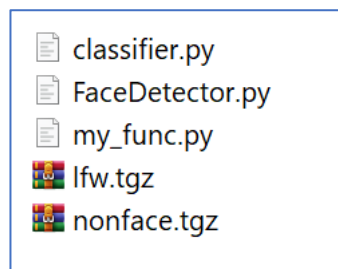 classifier.py
FaceDetector.py
my_func.py
lfw.tgz
nonface.tgz